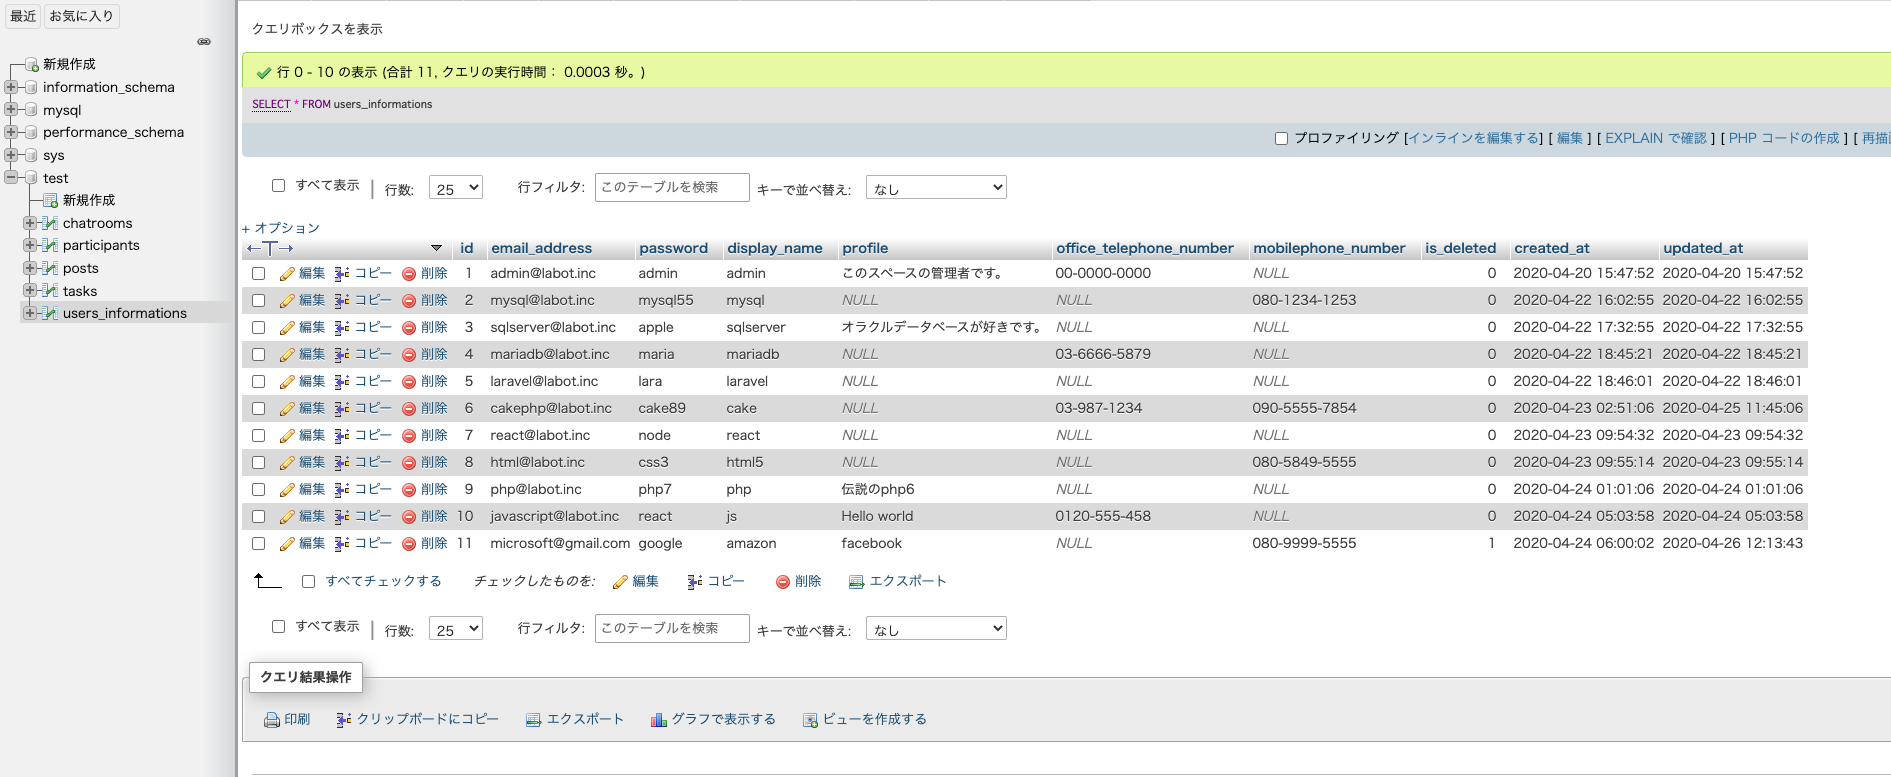 最近 お気に入り
新規作成
information_schema
mysql
performance_schema
sys
test
新規作成
chatrooms
participants
posts
tasks
users_informations
クエリボックスを表示
行 0 - 10 の表示 (合計 11, クエリの実行時間： 0.0003 秒。)
SELECT * FROM users_informations
プロファイリング [インラインを編集する] [ 編集 ] [ EXPLAIN で確認 ] [ PHP コードの作成 ] [ 再描
すべて表示 | 行数: 25 行フィルタ: このテーブルを検索 キーで並べ替え: なし
+ オプション
←T→ id email_address password display_name profile office_telephone_number mobilephone_number is_deleted created_at updated_at
編集 コピー 削除 1 admin@labot.inc admin admin このスペースの管理者です。 00-0000-0000 NULL 0 2020-04-20 15:47:52 2020-04-20 15:47:52
編集 コピー 削除 2 mysql@labot.inc mysql55 mysql NULL NULL 080-1234-1253 0 2020-04-22 16:02:55 2020-04-22 16:02:55
編集 コピー 削除 3 sqlserver@labot.inc apple sqlserver オラクルデータベースが好きです。 NULL NULL 0 2020-04-22 17:32:55 2020-04-22 17:32:55
編集 コピー 削除 4 mariadb@labot.inc maria mariadb NULL 03-6666-5879 NULL 0 2020-04-22 18:45:21 2020-04-22 18:45:21
編集 コピー 削除 5 laravel@labot.inc lara laravel NULL NULL NULL 0 2020-04-22 18:46:01 2020-04-22 18:46:01
編集 コピー 削除 6 cakephp@labot.inc cake89 cake NULL 03-987-1234 090-5555-7854 0 2020-04-23 02:51:06 2020-04-25 11:45:06
編集 コピー 削除 7 react@labot.inc node react NULL NULL NULL 0 2020-04-23 09:54:32 2020-04-23 09:54:32
編集 コピー 削除 8 html@labot.inc css3 html5 NULL NULL 080-5849-5555 0 2020-04-23 09:55:14 2020-04-23 09:55:14
編集 コピー 削除 9 php@labot.inc php7 php 伝説のphp6 NULL NULL 0 2020-04-24 01:01:06 2020-04-24 01:01:06
編集 コピー 削除 10 javascript@labot.inc react js Hello world 0120-555-458 NULL 0 2020-04-24 05:03:58 2020-04-24 05:03:58
編集 コピー 削除 11 microsoft@gmail.com google amazon facebook NULL 080-9999-5555 1 2020-04-24 06:00:02 2020-04-26 12:13:43
すべてチェックする チェックしたものを: 編集 コピー 削除 エクスポート
すべて表示 | 行数: 25 行フィルタ: このテーブルを検索 キーで並べ替え: なし
クエリ結果操作
印刷 クリップボードにコピー エクスポート グラフで表示する ビューを作成する